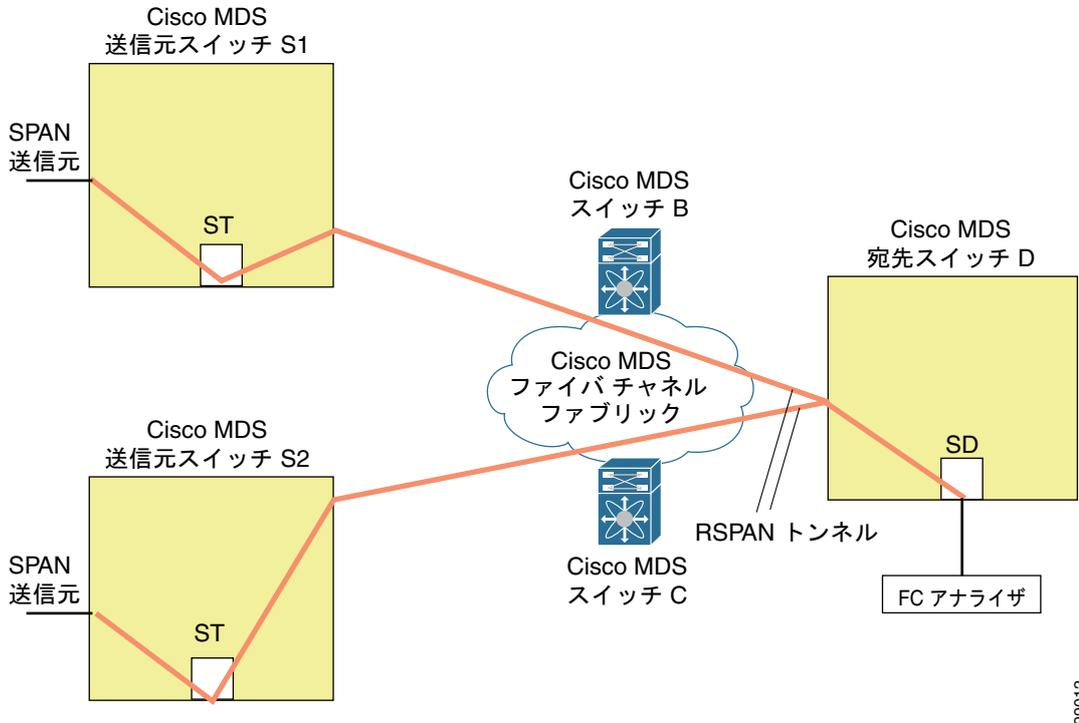 Cisco MDS
送信元スイッチ S1
SPAN
送信元
ST
Cisco MDS
スイッチ B
Cisco MDS
宛先スイッチ D
Cisco MDS
ファイバ チャネル
ファブリック
Cisco MDS
送信元スイッチ S2
SD
RSPAN トンネル
SPAN
送信元
ST
Cisco MDS
スイッチ C
FC アナライザ